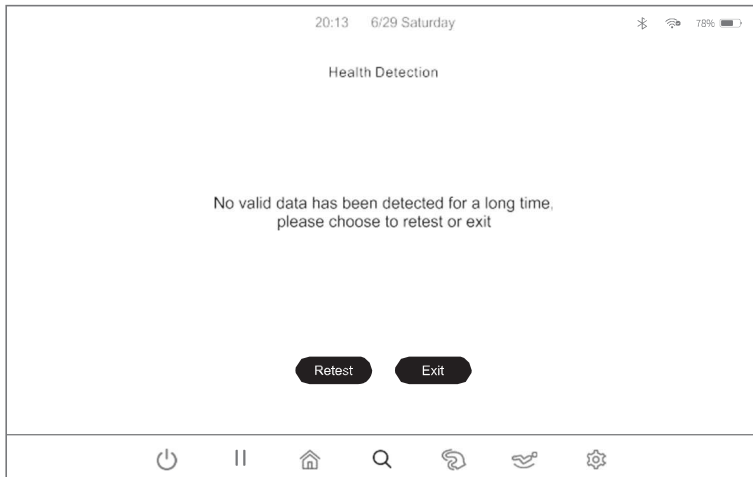 20:13 6/29 Saturday 78%
Health Detection
No valid data has been detected for a long time,
please choose to retest or exit
Retest Exit